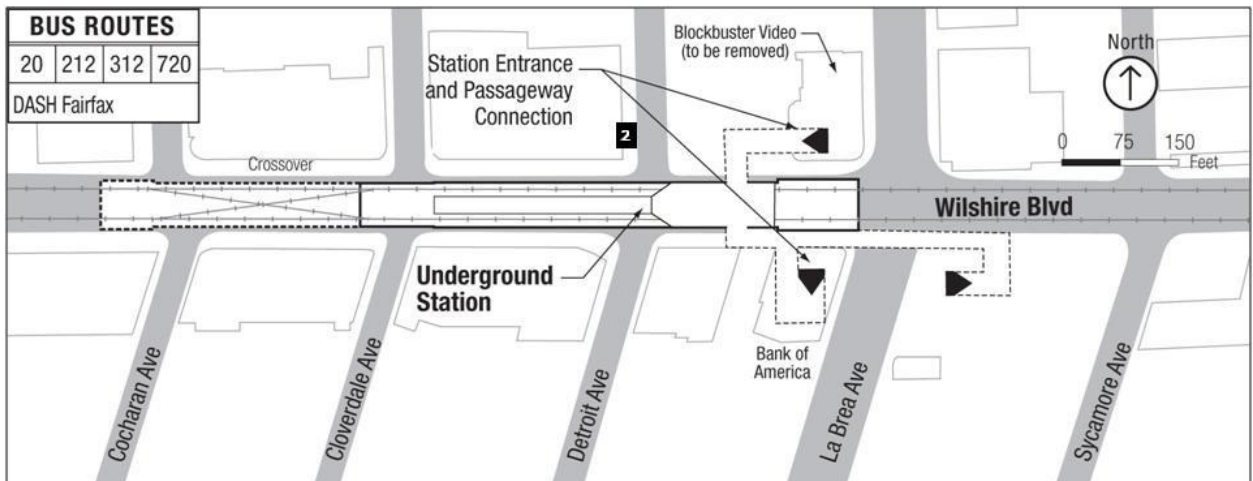 BUS ROUTES
20 212 312 720
DASH Fairfax
Blockbuster Video
(to be removed)
Station Entrance
and Passageway
Connection
2
North
0 75 150
Feet
Crossover
Wilshire Blvd
Underground
Station
Bank of
America
Cocharan Ave
Cloverdale Ave
Detroit Ave
La Brea Ave
Sycamore Ave